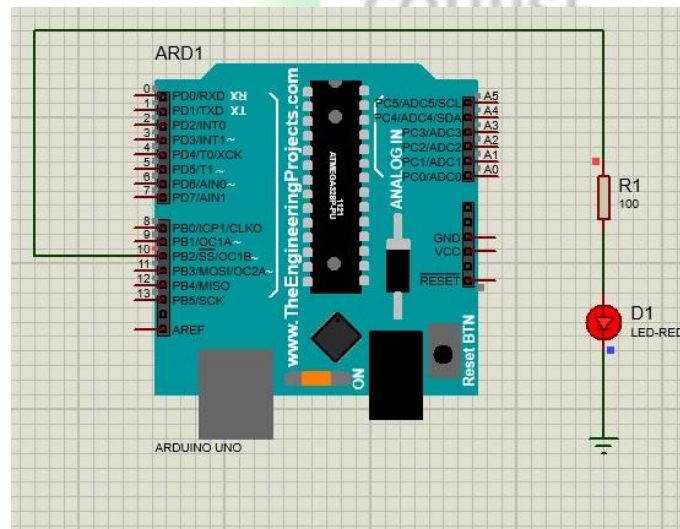 ARD1
0
1
2
3
4
5
6
7
PD0/RXD RX
PD1/TXD TX
PD2/INT0
PD3/INT1~
PD4/T0/XCK
PD5/T1~
PD6/AIN0~
PD7/AIN1
8
9
10
11
12
13
PB0/ICP1/CLKO
PB1/OC1A~
PB2/SS/OC1B~
PB3/MOSI/OC2A~
PB4/MISO
PB5/SCK
AREF
www.TheEngineeringProjects.com
ATMEGA328P-PU
1121
ANALOG IN
PC5/ADC5/SCL
PC4/ADC4/SDA
PC3/ADC3
PC2/ADC2
PC1/ADC1
PC0/ADC0
A5
A4
A3
A2
A1
A0
GND
VCC
RESET
ON
Reset BTN
ARDUINO UNO
R1
100
D1
LED-RED